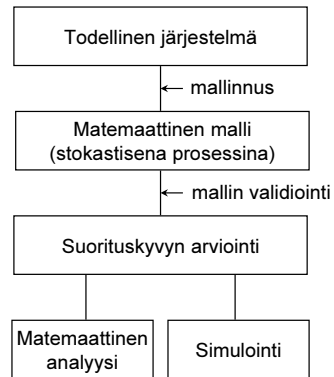 Todellinen järjestelmä
mallinnus
Matemaattinen malli
(stokastisena prosessina)
mallin validiointi
Suorituskyvyn arviointi
Matemaattinen
analyysi
Simulointi